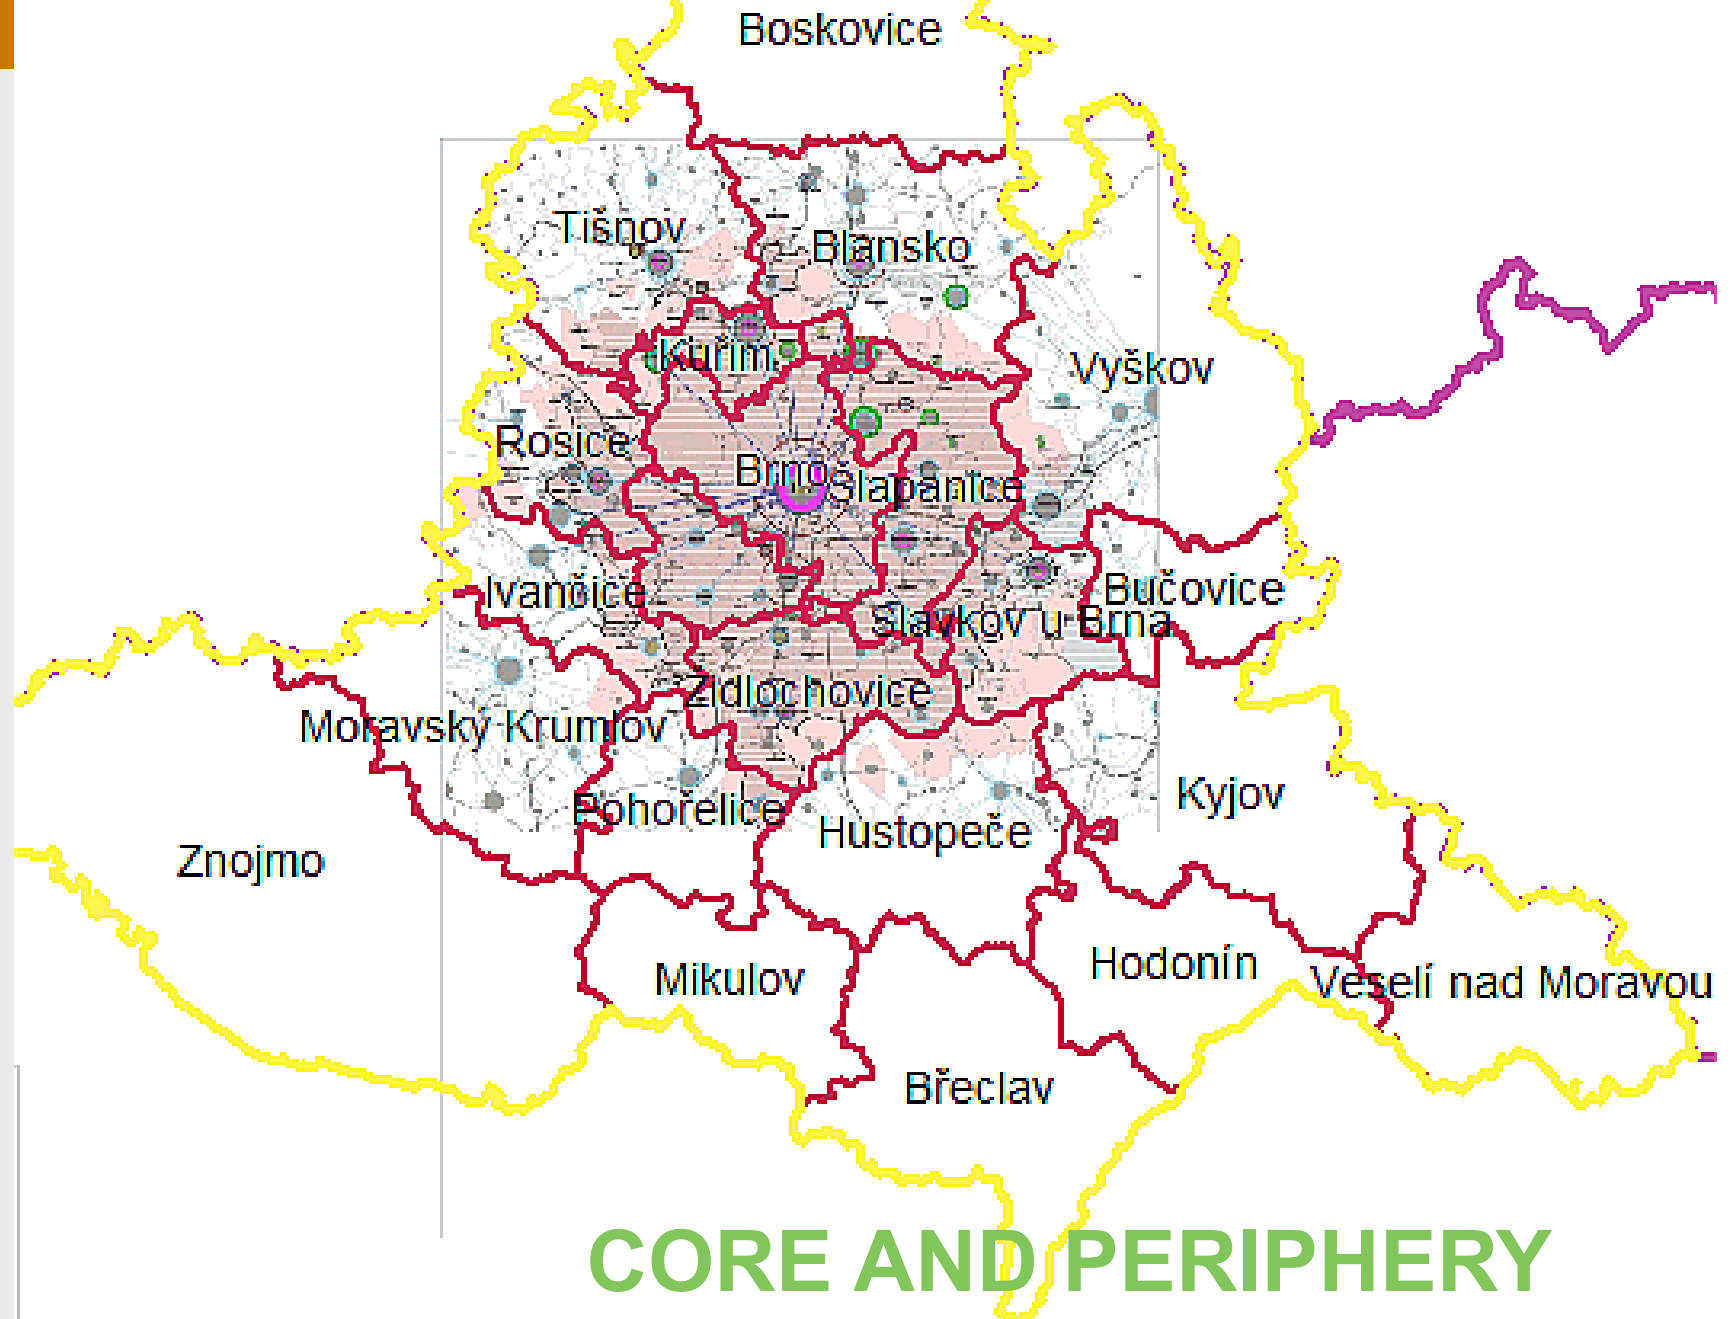 Boskovice
Tišnov
Blansko
Kuřim
Vyškov
Rosice
Brno
Šlapanice
Ivančice
Bučovice
Slavkov u Brna
Židlochovice
Moravský Krumlov
Pohořelice
Kyjov
Hustopeče
Znojmo
Mikulov
Hodonín
Veselí nad Moravou
Břeclav
CORE AND PERIPHERY